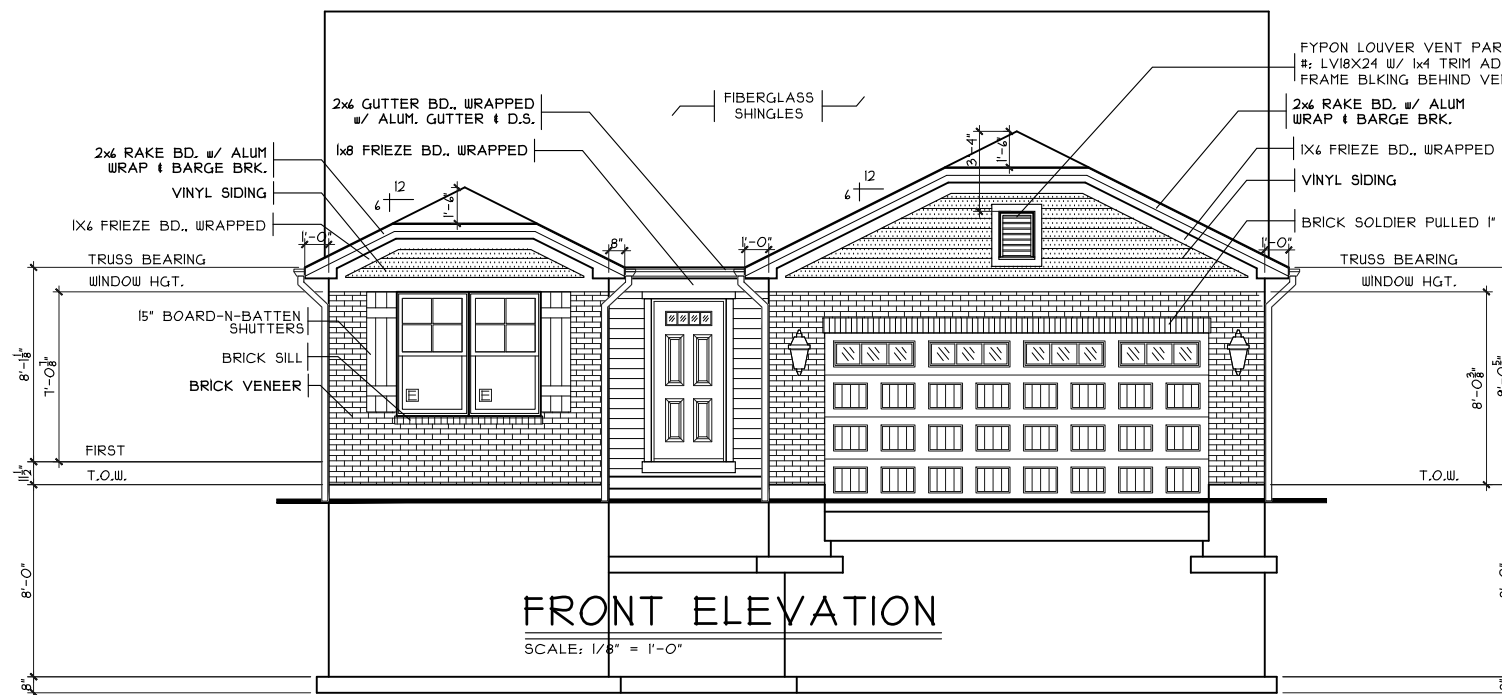 FYPON LOUVER VENT PAR
#: LV18X24 W/ 1x4 TRIM AD
FRAME BLKING BEHIND VE
2x6 GUTTER BD., WRAPPED
w/ ALUM. GUTTER & D.S.
FIBERGLASS
SHINGLES
2x6 RAKE BD. w/ ALUM
WRAP & BARGE BRK.
1x8 FRIEZE BD., WRAPPED
3'-4"
1'-6"
1X6 FRIEZE BD., WRAPPED
2x6 RAKE BD. w/ ALUM
WRAP & BARGE BRK.
VINYL SIDING
12
6
1'-6"
12
6
VINYL SIDING
1X6 FRIEZE BD., WRAPPED
BRICK SOLDIER PULLED 1"
1'-0"
8"
1'-0"
1'-0"
TRUSS BEARING
TRUSS BEARING
WINDOW HGT.
WINDOW HGT.
15" BOARD-N-BATTEN
SHUTTERS
BRICK SILL
BRICK VENEER
E
E
8'-1 1/8"
7'-0 7/8"
8'-0 3/8"
FIRST
11 1/2"
T.O.W.
T.O.W.
8'-0"
FRONT ELEVATION
SCALE: 1/8" = 1'-0"
8"